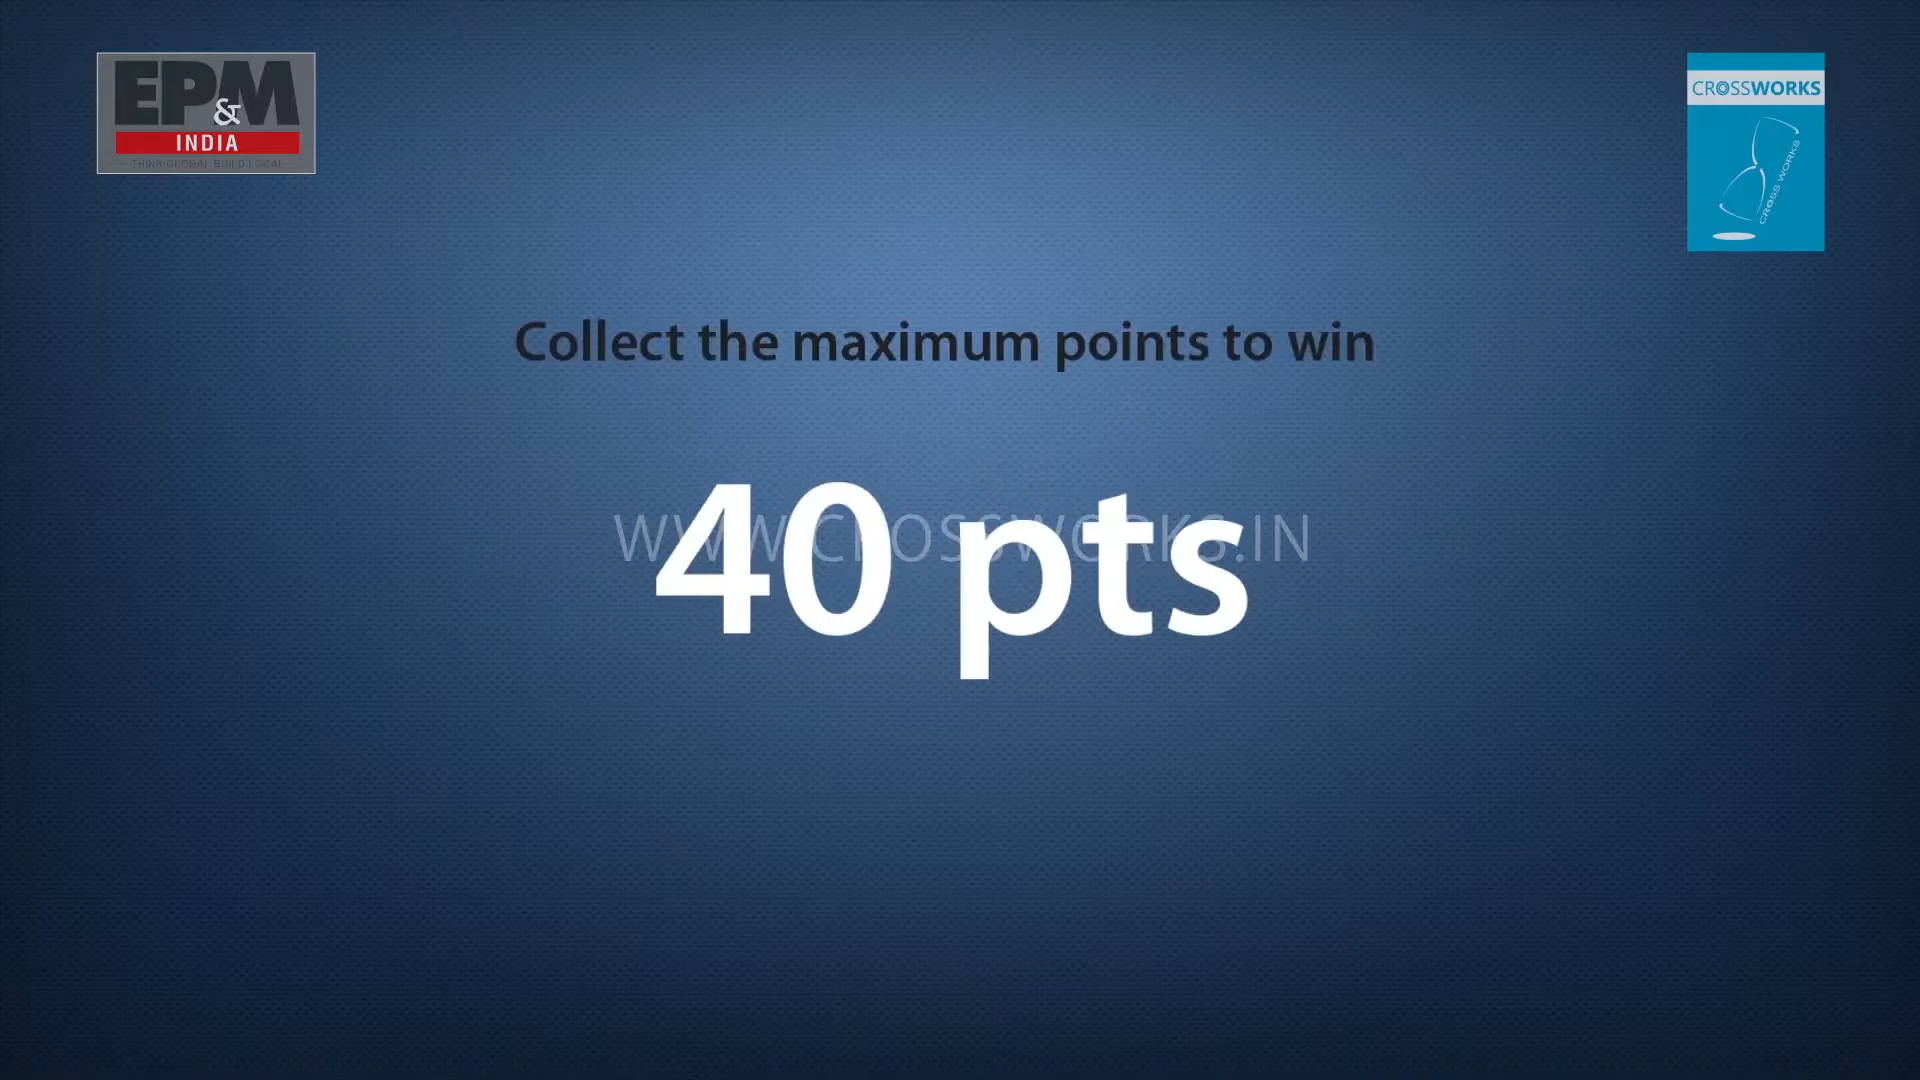 EP&M
INDIA
THINK GLOBAL BUILD LOCAL
CROSSWORKS
CROSS WORKS
Collect the maximum points to win
40 pts
WWW.CROSSWORKS.IN